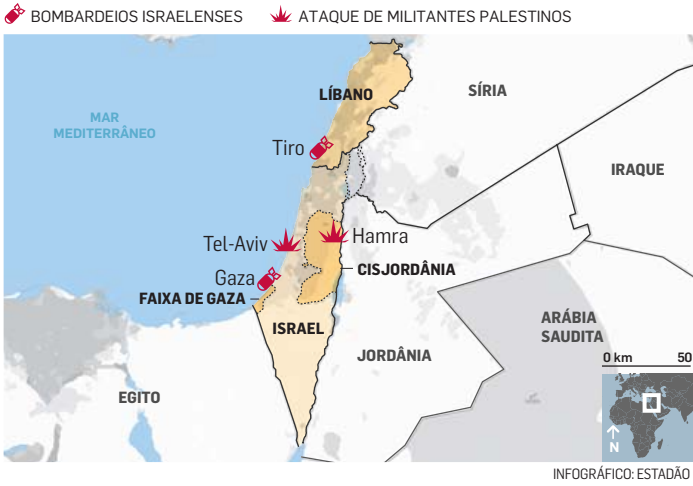 BOMBARDEIOS ISRAELENSES
ATAQUE DE MILITANTES PALESTINOS
LÍBANO
SÍRIA
MAR
MEDITERRÂNEO
Tiro
IRAQUE
Tel-Aviv
Hamra
Gaza
CISJORDÂNIA
FAIXA DE GAZA
ISRAEL
ARÁBIA
SAUDITA
JORDÂNIA
0 km 50
EGITO
N
INFOGRÁFICO: ESTADÃO